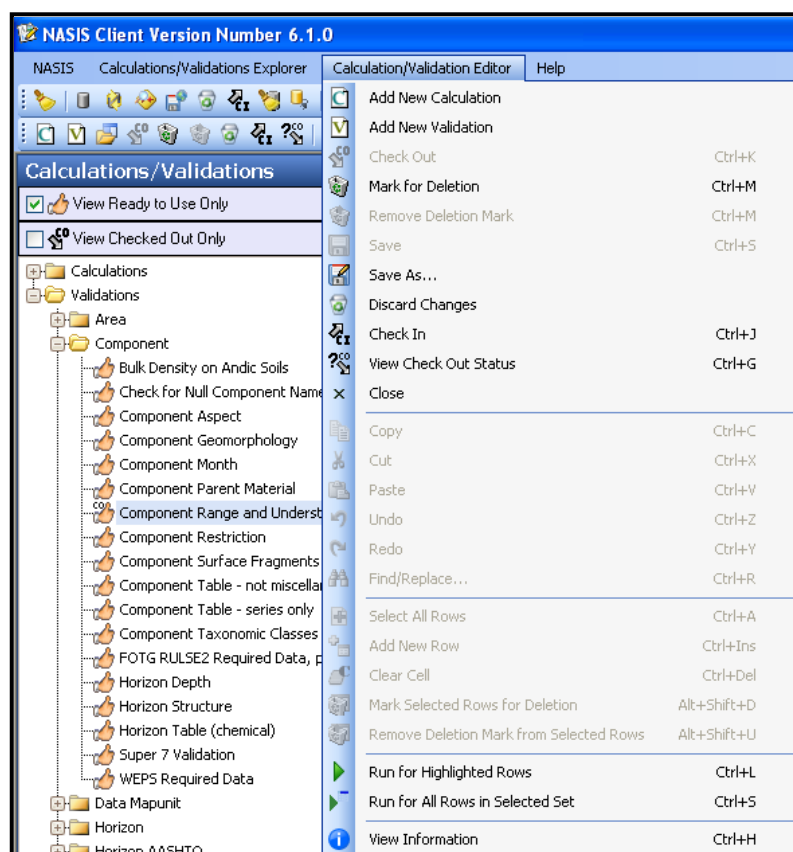 NASIS Client Version Number 6.1.0
NASIS Calculations/Validations Explorer Calculation/Validation Editor Help
Calculations/Validations
View Ready to Use Only
View Checked Out Only
Calculations
Validations
Area
Component
Bulk Density on Andic Soils
Check for Null Component Name
Component Aspect
Component Geomorphology
Component Month
Component Parent Material
Component Range and Underst
Component Restriction
Component Surface Fragments
Component Table - not miscella
Component Table - series only
Component Taxonomic Classes
FOTG RULSE2 Required Data, p
Horizon Depth
Horizon Structure
Horizon Table (chemical)
Super 7 Validation
WEPS Required Data
Data Mapunit
Horizon
Horizon AASHTO
Add New Calculation
Add New Validation
Check Out Ctrl+K
Mark for Deletion Ctrl+M
Remove Deletion Mark Ctrl+M
Save Ctrl+S
Save As...
Discard Changes
Check In Ctrl+J
View Check Out Status Ctrl+G
Close
Copy Ctrl+C
Cut Ctrl+X
Paste Ctrl+V
Undo Ctrl+Z
Redo Ctrl+Y
Find/Replace... Ctrl+R
Select All Rows Ctrl+A
Add New Row Ctrl+Ins
Clear Cell Ctrl+Del
Mark Selected Rows for Deletion Alt+Shift+D
Remove Deletion Mark from Selected Rows Alt+Shift+U
Run for Highlighted Rows Ctrl+L
Run for All Rows in Selected Set Ctrl+S
View Information Ctrl+H